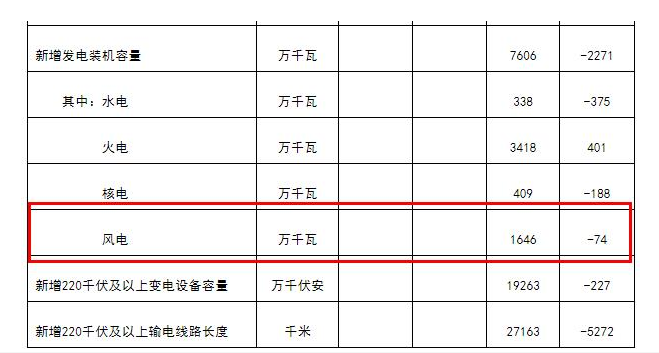 新增发电装机容量 万千瓦 7606 -2271
其中：水电 万千瓦 338 -375
火电 万千瓦 3418 401
核电 万千瓦 409 -188
风电 万千瓦 1646 -74
新增220千伏及以上变电设备容量 万千伏安 19263 -227
新增220千伏及以上输电线路长度 千米 27163 -5272